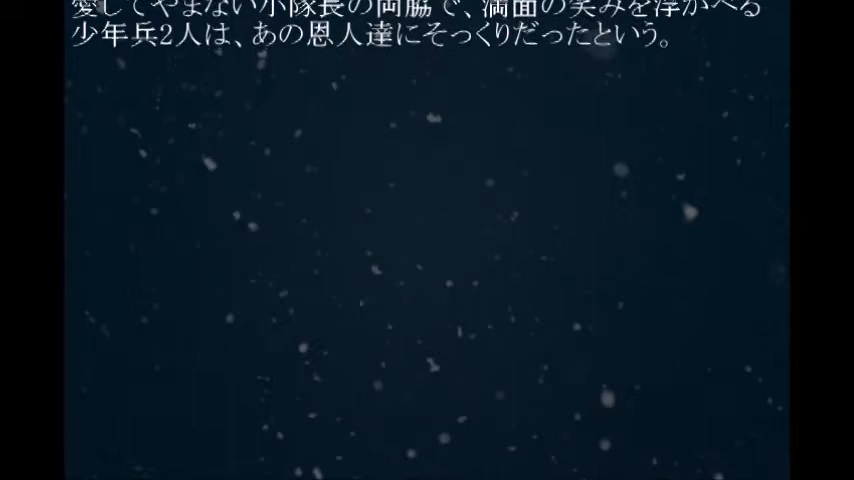 愛してやまない小隊長の両脇で、満面の笑みを浮かべる
少年兵2人は、あの恩人達にそっくりだったという。